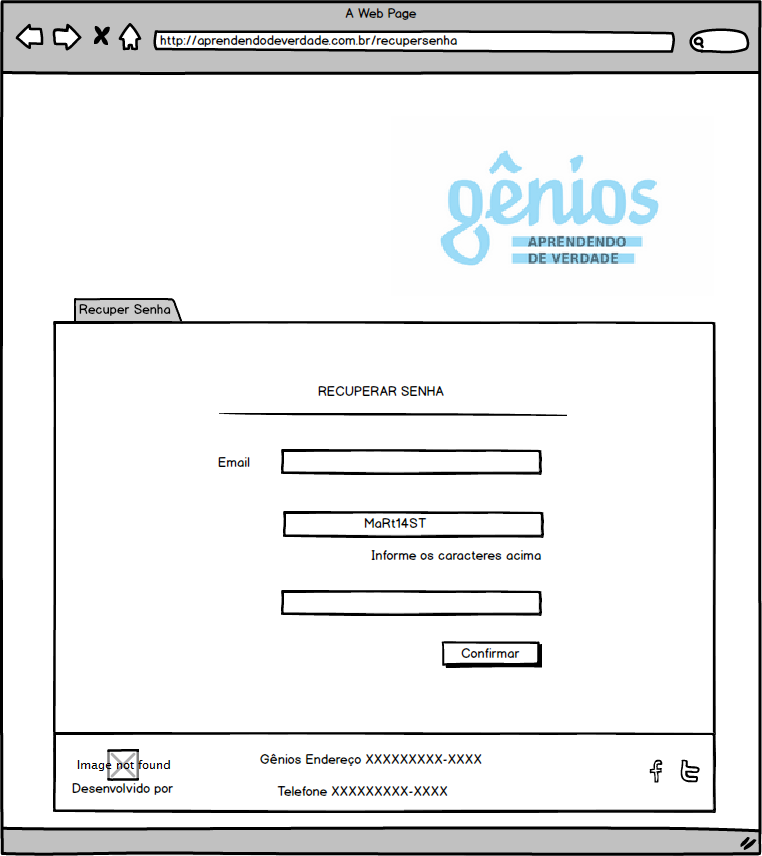 A Web Page
http://aprendendodeverdade.com.br/recupersenha
gênios
APRENDENDO
DE VERDADE
Recuper Senha
RECUPERAR SENHA
Email
MaRt14ST
Informe os caracteres acima
Confirmar
Image not found
Desenvolvido por
Gênios Endereço XXXXXXXXX-XXXX
Telefone XXXXXXXXX-XXXX